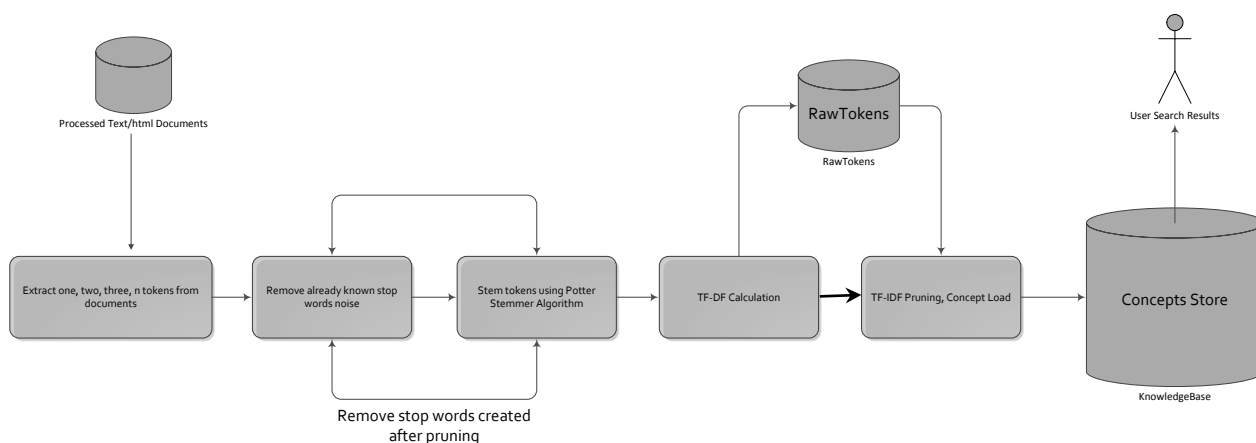 Processed Text/html Documents
RawTokens
RawTokens
User Search Results
Extract one, two, three, n tokens from
documents
Remove already known stop
words noise
Stem tokens using Potter
Stemmer Algorithm
TF-DF Calculation
TF-IDF Pruning, Concept Load
Concepts Store
KnowledgeBase
Remove stop words created
after pruning